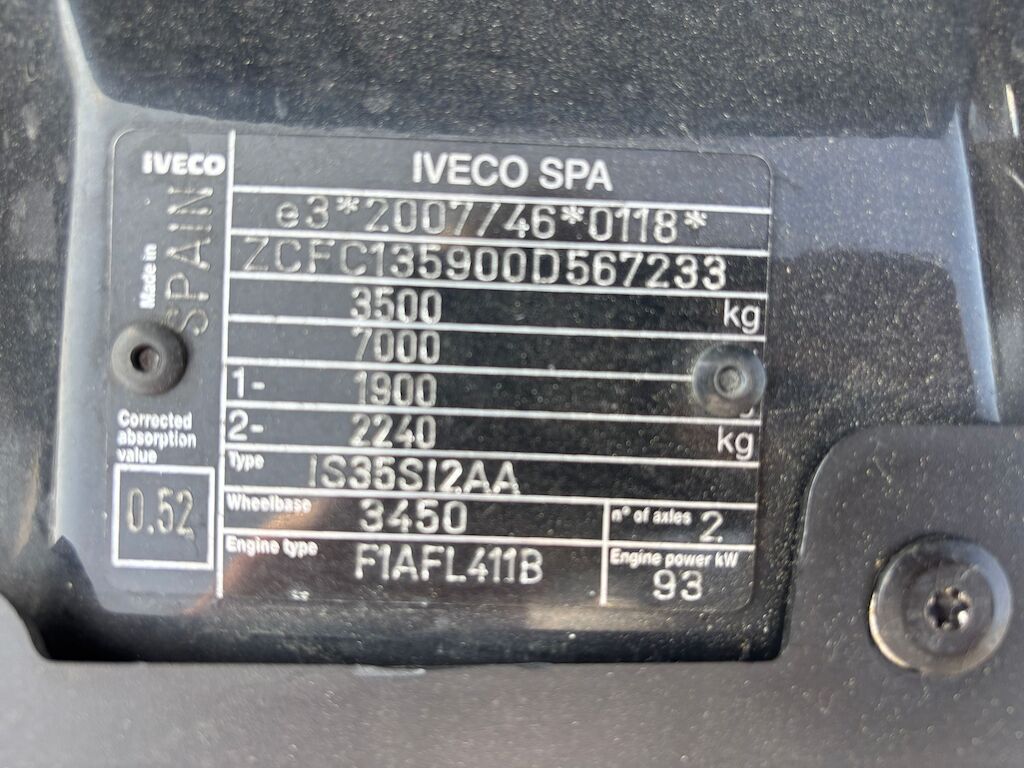 IVECO
IVECO SPA
Made in
SPAIN
e3*2007/46*0118*
ZCFC135900D567233
3500 kg
7000
1- 1900
2- 2240 kg
Corrected
absorption
value
0.52
Type IS35SI2AA
Wheelbase 3450
n° of axles 2
Engine type F1AFL411B
Engine power kW
93